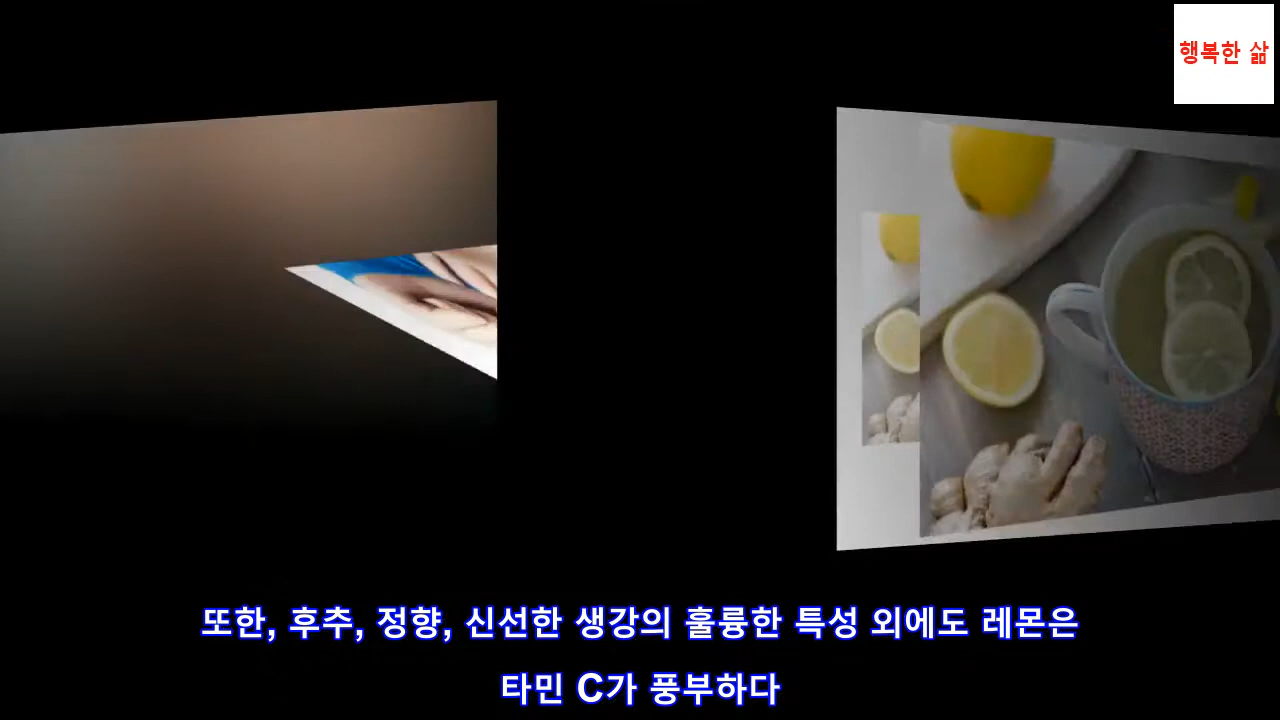 행복한 삶
또한, 후추, 정향, 신선한 생강의 훌륭한 특성 외에도 레몬은
타민 C가 풍부하다